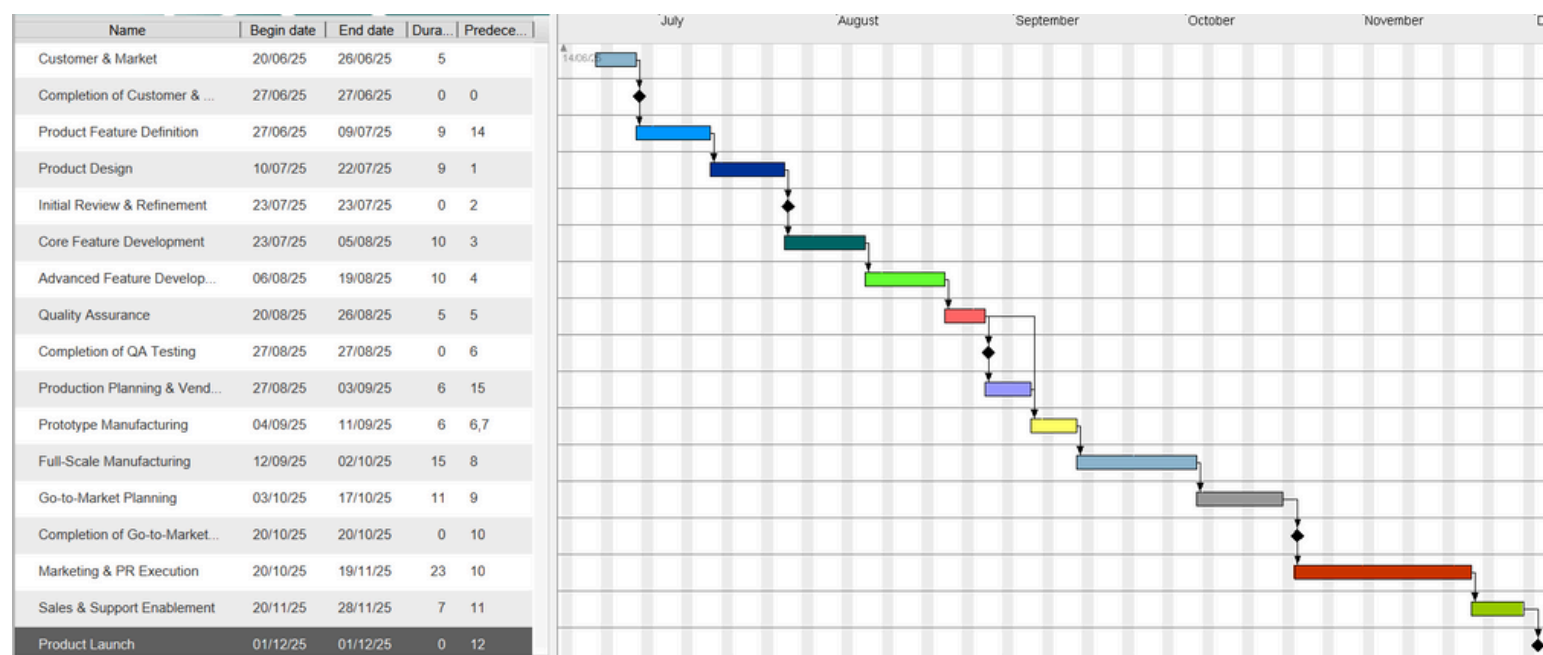 July August September October November D
Name Begin date End date Dura... Predece...
14/06/25
Customer & Market 20/06/25 26/06/25 5
Completion of Customer & ... 27/06/25 27/06/25 0 0
Product Feature Definition 27/06/25 09/07/25 9 14
Product Design 10/07/25 22/07/25 9 1
Initial Review & Refinement 23/07/25 23/07/25 0 2
Core Feature Development 23/07/25 05/08/25 10 3
Advanced Feature Develop... 06/08/25 19/08/25 10 4
Quality Assurance 20/08/25 26/08/25 5 5
Completion of QA Testing 27/08/25 27/08/25 0 6
Production Planning & Vend... 27/08/25 03/09/25 6 15
Prototype Manufacturing 04/09/25 11/09/25 6 6,7
Full-Scale Manufacturing 12/09/25 02/10/25 15 8
Go-to-Market Planning 03/10/25 17/10/25 11 9
Completion of Go-to-Market... 20/10/25 20/10/25 0 10
Marketing & PR Execution 20/10/25 19/11/25 23 10
Sales & Support Enablement 20/11/25 28/11/25 7 11
Product Launch 01/12/25 01/12/25 0 12